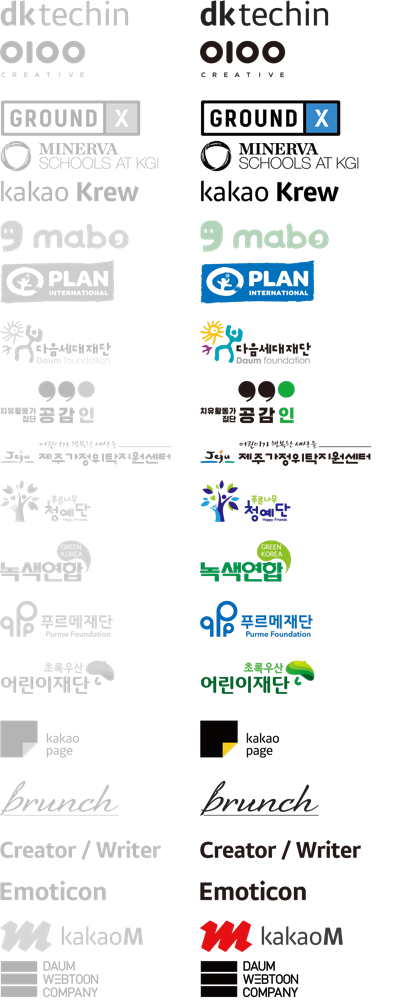 dk techin dk techin
OIOO OIOO
CREATIVE CREATIVE
GROUND X GROUND X
MINERVA MINERVA
SCHOOLS AT KGI SCHOOLS AT KGI
kakao Krew kakao Krew
mabo mabo
PLAN PLAN
INTERNATIONAL INTERNATIONAL
다음세대재단 다음세대재단
Daum foundation Daum foundation
치유활동가집단 공감인 치유활동가집단 공감인
어린이가 행복한 세상을 어린이가 행복한 세상을
Jeju 제주가정위탁지원센터 Jeju 제주가정위탁지원센터
푸른나무 푸른나무
청예단 청예단
Happy Friends Happy Friends
GREEN GREEN
KOREA KOREA
녹색연합 녹색연합
푸르메재단 푸르메재단
Purme Foundation Purme Foundation
초록우산 초록우산
어린이재단 어린이재단
kakao kakao
page page
brunch brunch
Creator / Writer Creator / Writer
Emoticon Emoticon
kakaoM kakaoM
DAUM DAUM
WEBTOON WEBTOON
COMPANY COMPANY